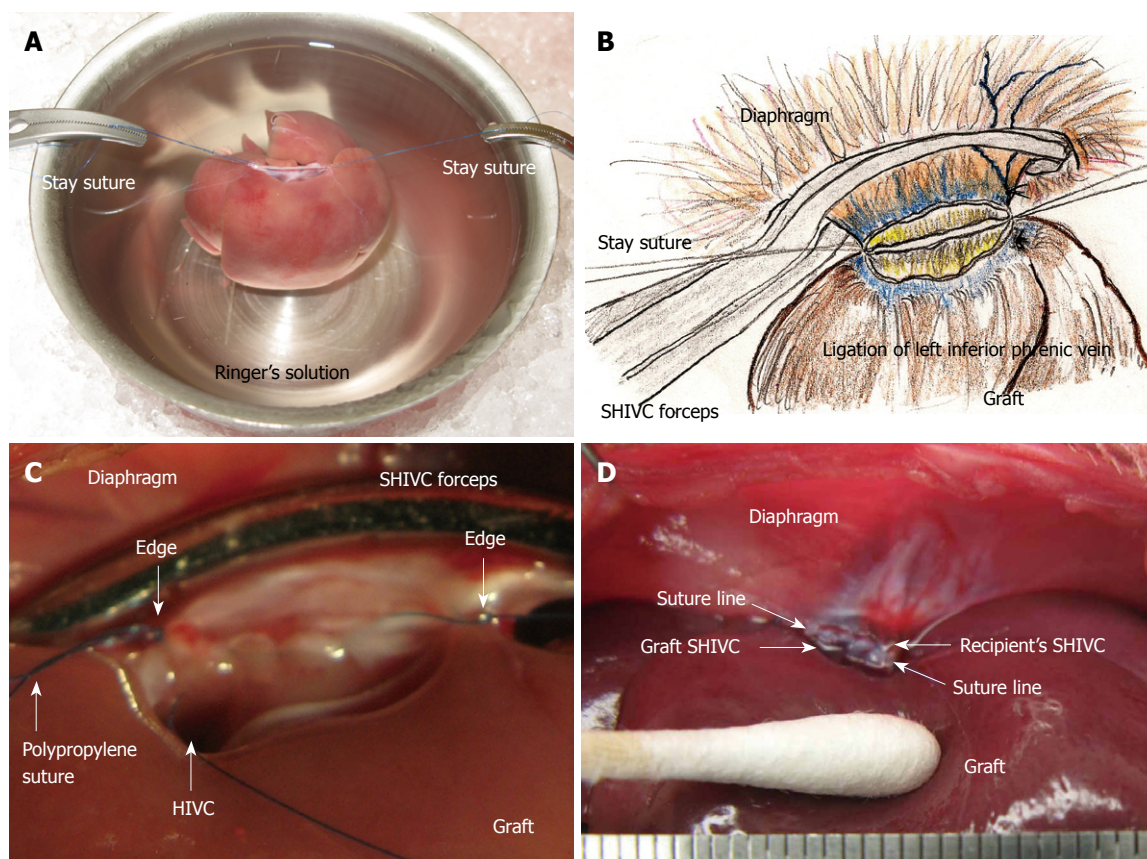 A
Stay suture
Stay suture
Ringer's solution
B
Diaphragm
Stay suture
Ligation of left inferior phrenic vein
Graft
SHIVC forceps
C
Diaphragm
SHIVC forceps
Edge
Edge
Polypropylene
suture
HIVC
Graft
D
Diaphragm
Suture line
Graft SHIVC
Recipient's SHIVC
Suture line
Graft